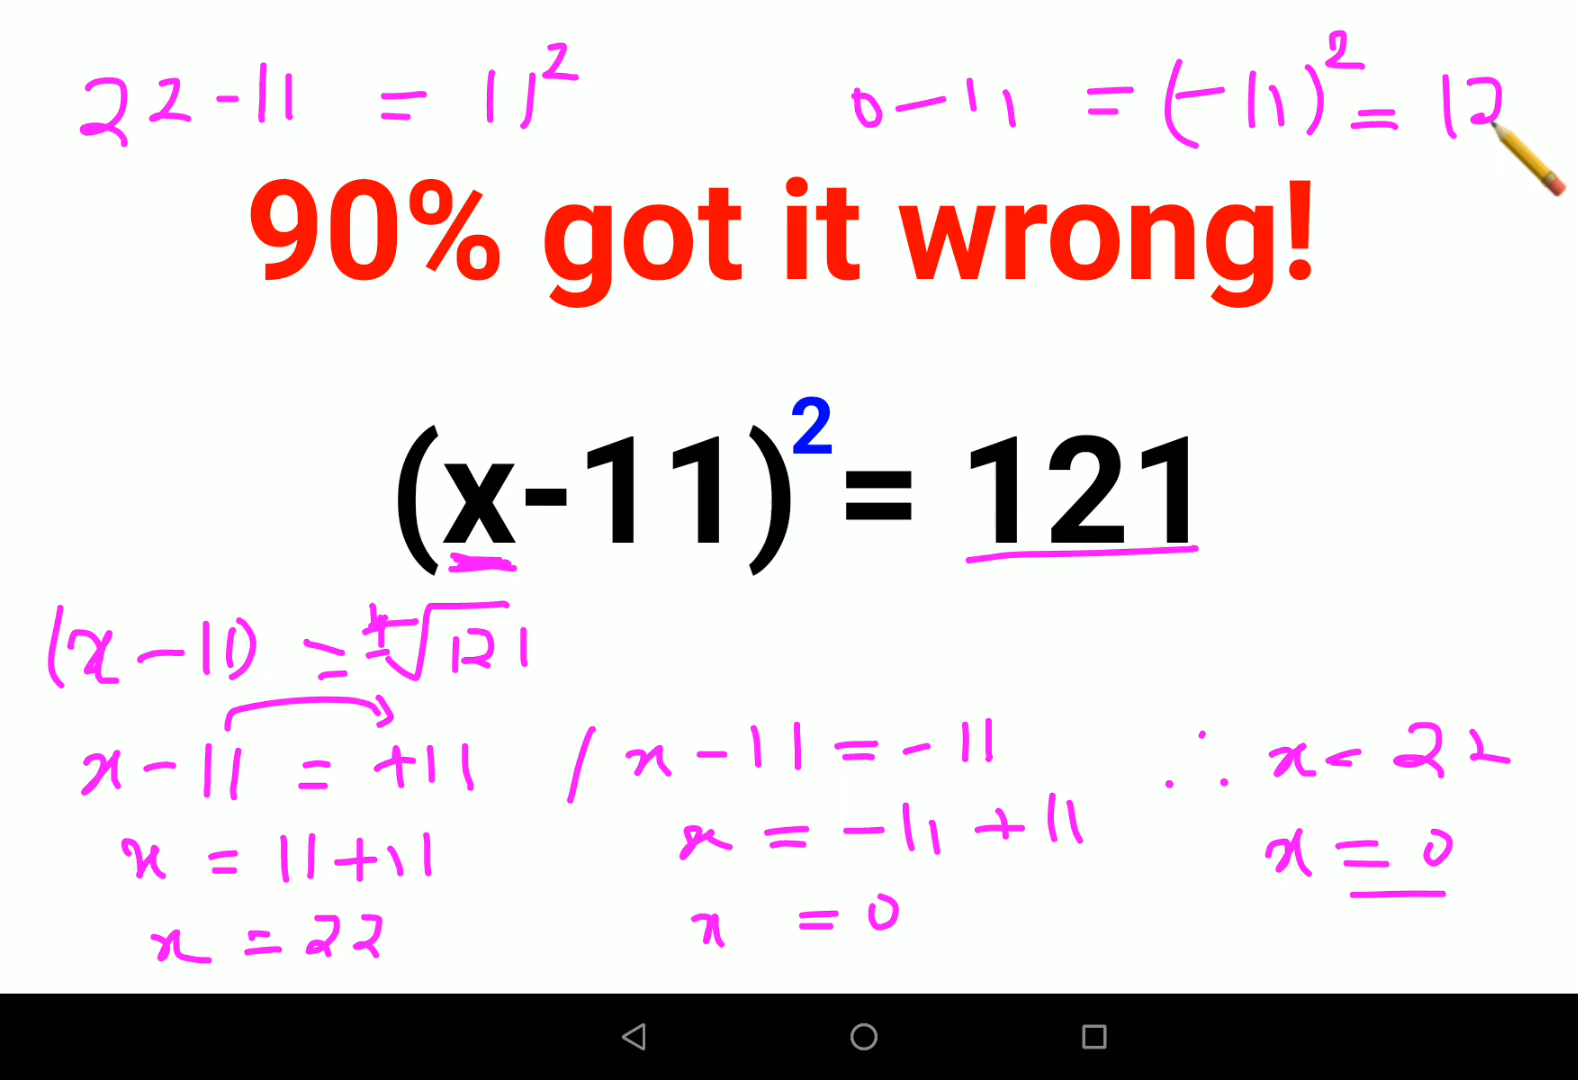 22-11 = 11² 0-11 = (-11)² = 12
90% got it wrong!
(x-11)² = 121
(x-11) = ±√121
x-11 = +11 / x-11 = -11 ∴ x = 22
x = 11+11 x = -11+11 x = 0
x = 22 x = 0